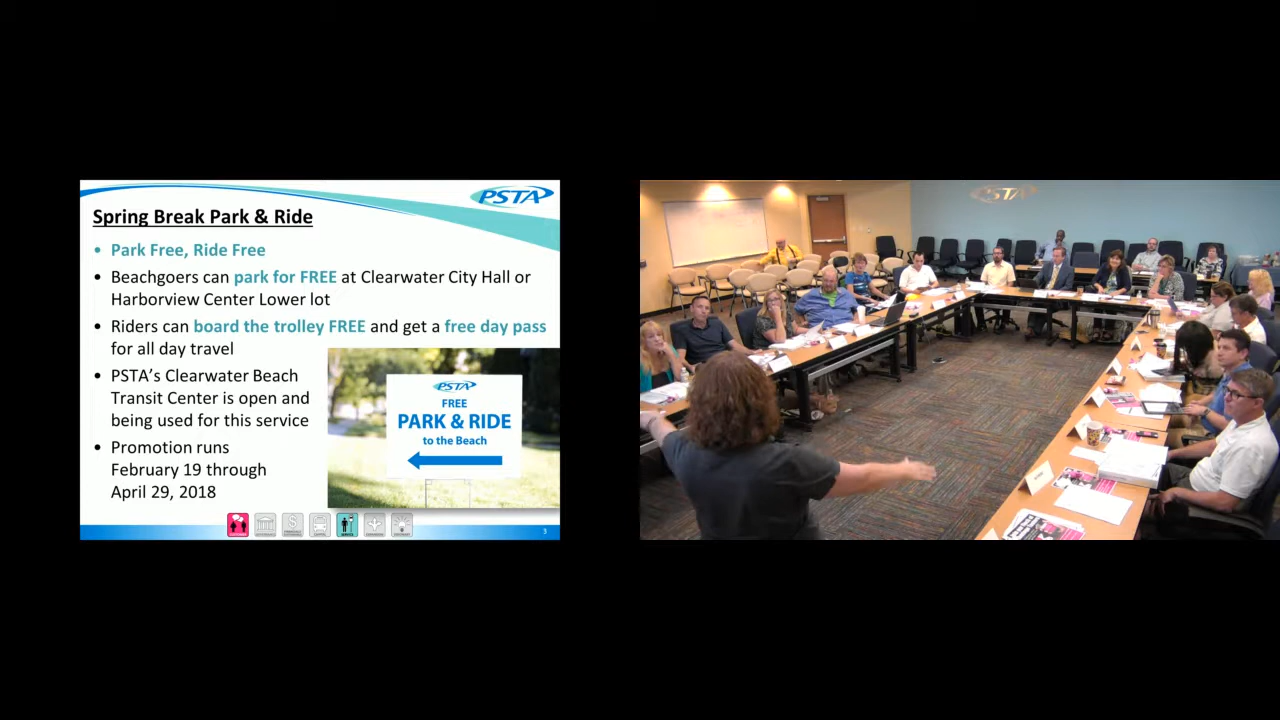 PSTA
Spring Break Park & Ride
• Park Free, Ride Free
• Beachgoers can park for FREE at Clearwater City Hall or
Harborview Center Lower lot
• Riders can board the trolley FREE and get a free day pass
for all day travel
• PSTA's Clearwater Beach
Transit Center is open and
being used for this service
• Promotion runs
February 19 through
April 29, 2018
PSTA
FREE
PARK & RIDE
to the Beach
3
PSTA